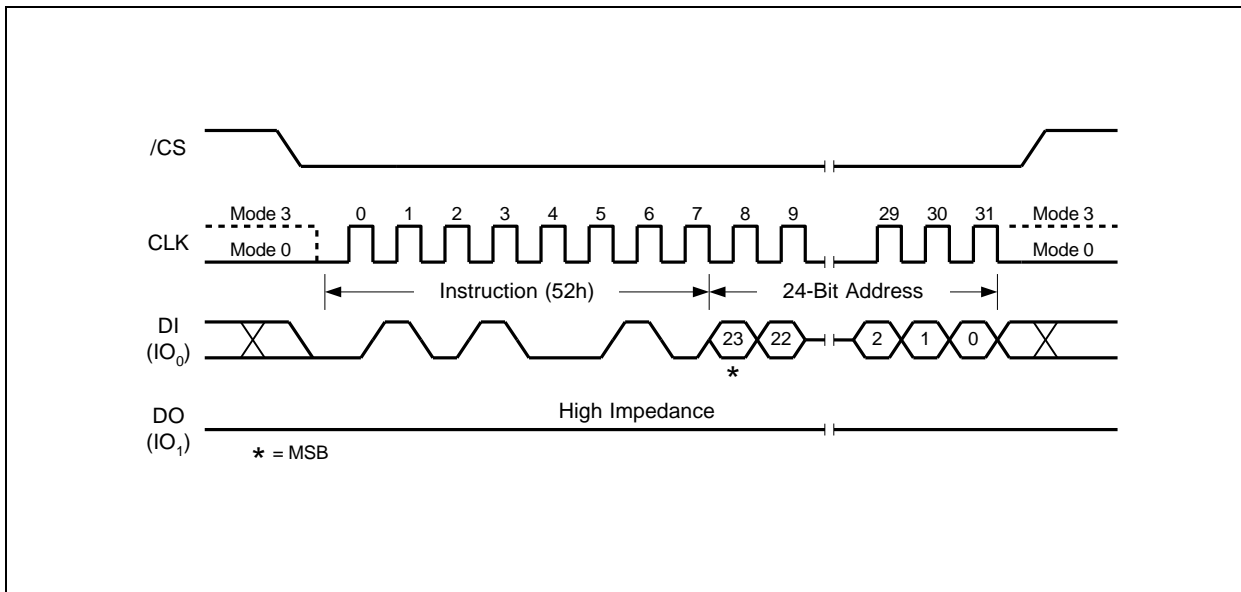 /CS
Mode 3
0 1 2 3 4 5 6 7 8 9 29 30 31
Mode 3
CLK
Mode 0
Mode 0
Instruction (52h)
24-Bit Address
DI
(IO0)
23 22 2 1 0
*
High Impedance
DO
(IO1)
* = MSB